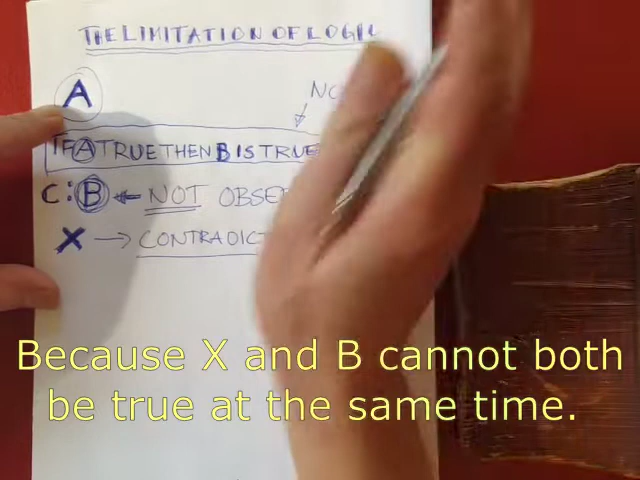 THE LIMITATION OF LOGIC
A
NO
IF A TRUE THEN B IS TRUE
C: B ← NOT OBSE
X → CONTRADICT
Because X and B cannot both
be true at the same time.